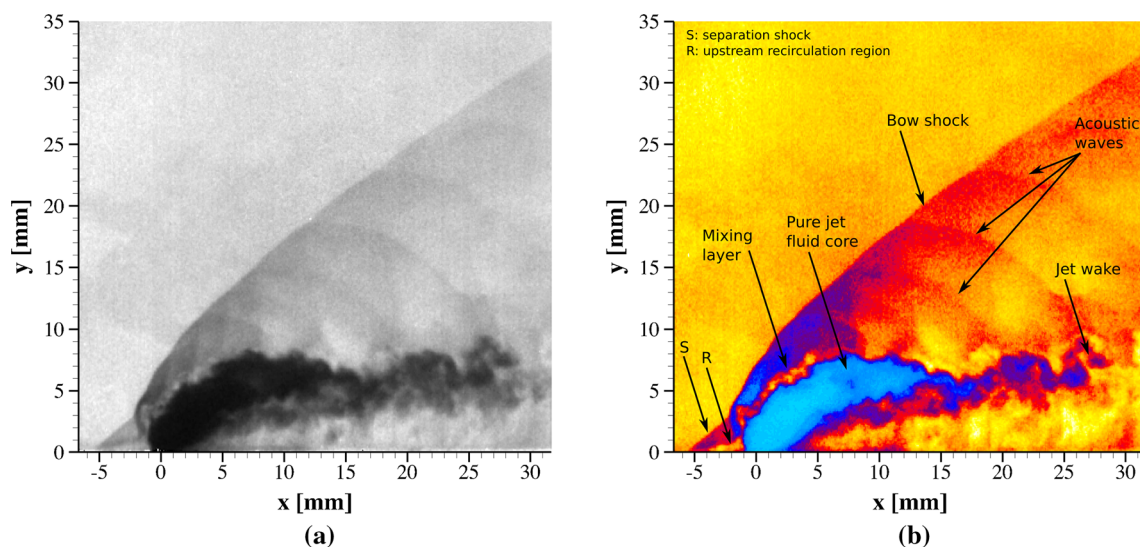 35
30
25
20
15
10
5
0
y [mm]
-5 0 5 10 15 20 25 30
x [mm]
(a)
35
30
25
20
15
10
5
0
y [mm]
S: separation shock
R: upstream recirculation region
Bow shock
Acoustic
waves
Pure jet
fluid core
Mixing
layer
Jet wake
S
R
-5 0 5 10 15 20 25 30
x [mm]
(b)